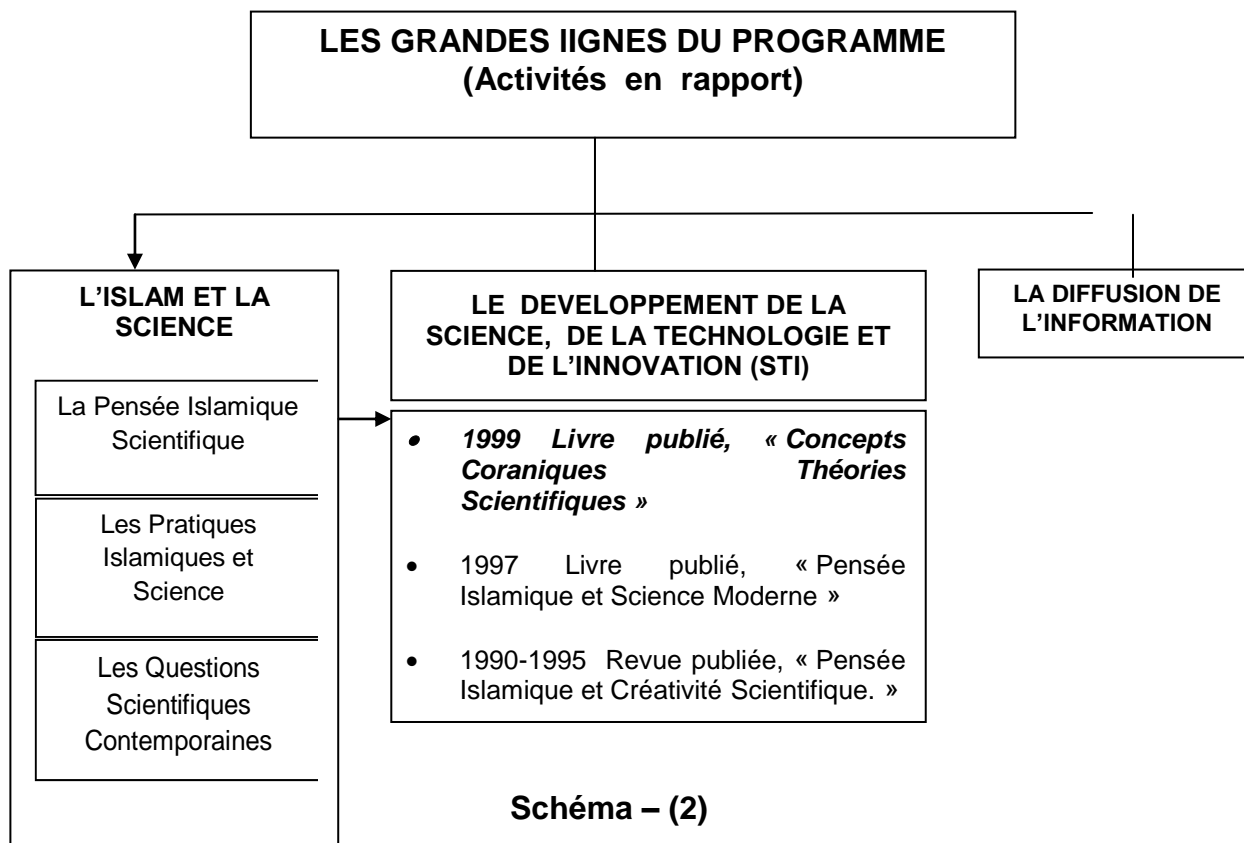 LES GRANDES lIGNES DU PROGRAMME
(Activités en rapport)
L’ISLAM ET LA
SCIENCE
La Pensée Islamique
Scientifique
Les Pratiques
Islamiques et
Science
Les Questions
Scientifiques
Contemporaines
LE DEVELOPPEMENT DE LA
SCIENCE, DE LA TECHNOLOGIE ET
DE L’INNOVATION (STI)
• 1999 Livre publié, « Concepts
Coraniques Théories
Scientifiques »
• 1997 Livre publié, « Pensée
Islamique et Science Moderne »
• 1990-1995 Revue publiée, « Pensée
Islamique et Créativité Scientifique. »
LA DIFFUSION DE
L’INFORMATION
Schéma – (2)